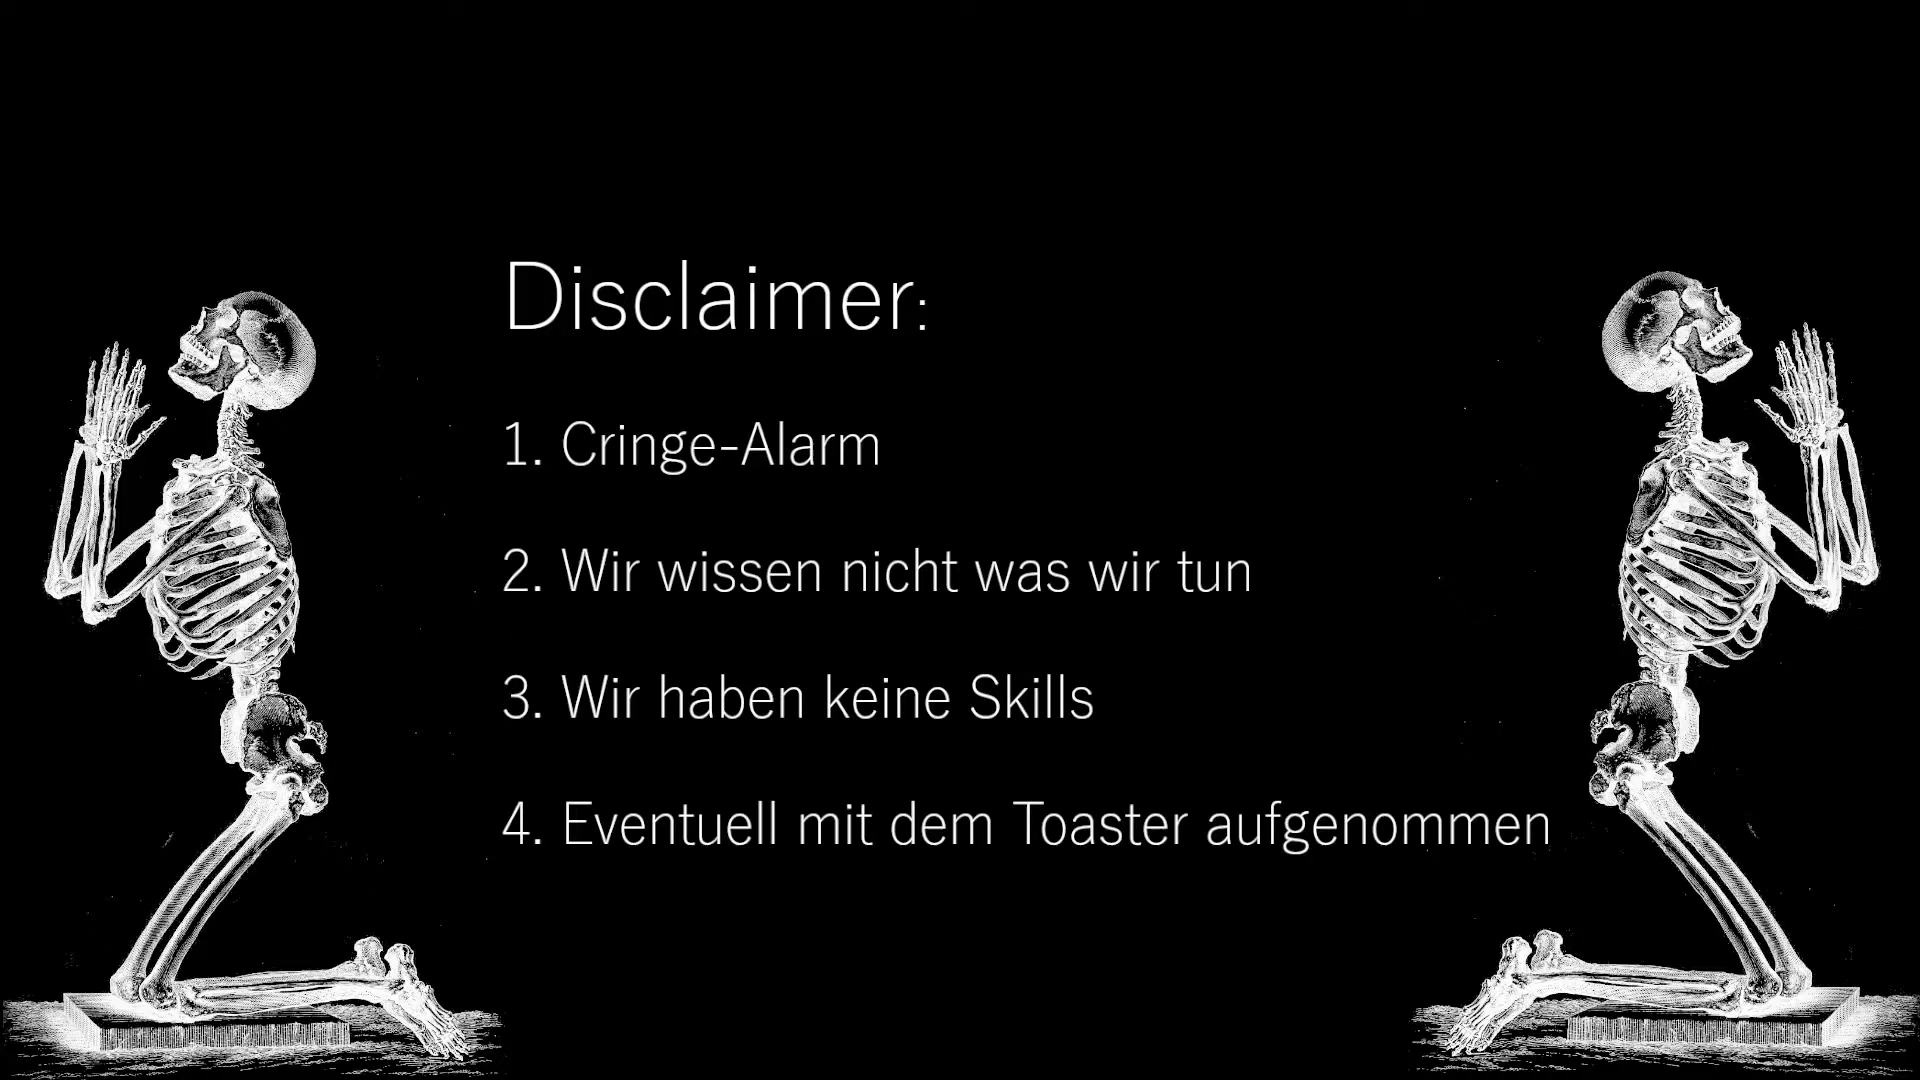 Disclaimer:
1. Cringe-Alarm
2. Wir wissen nicht was wir tun
3. Wir haben keine Skills
4. Eventuell mit dem Toaster aufgenommen